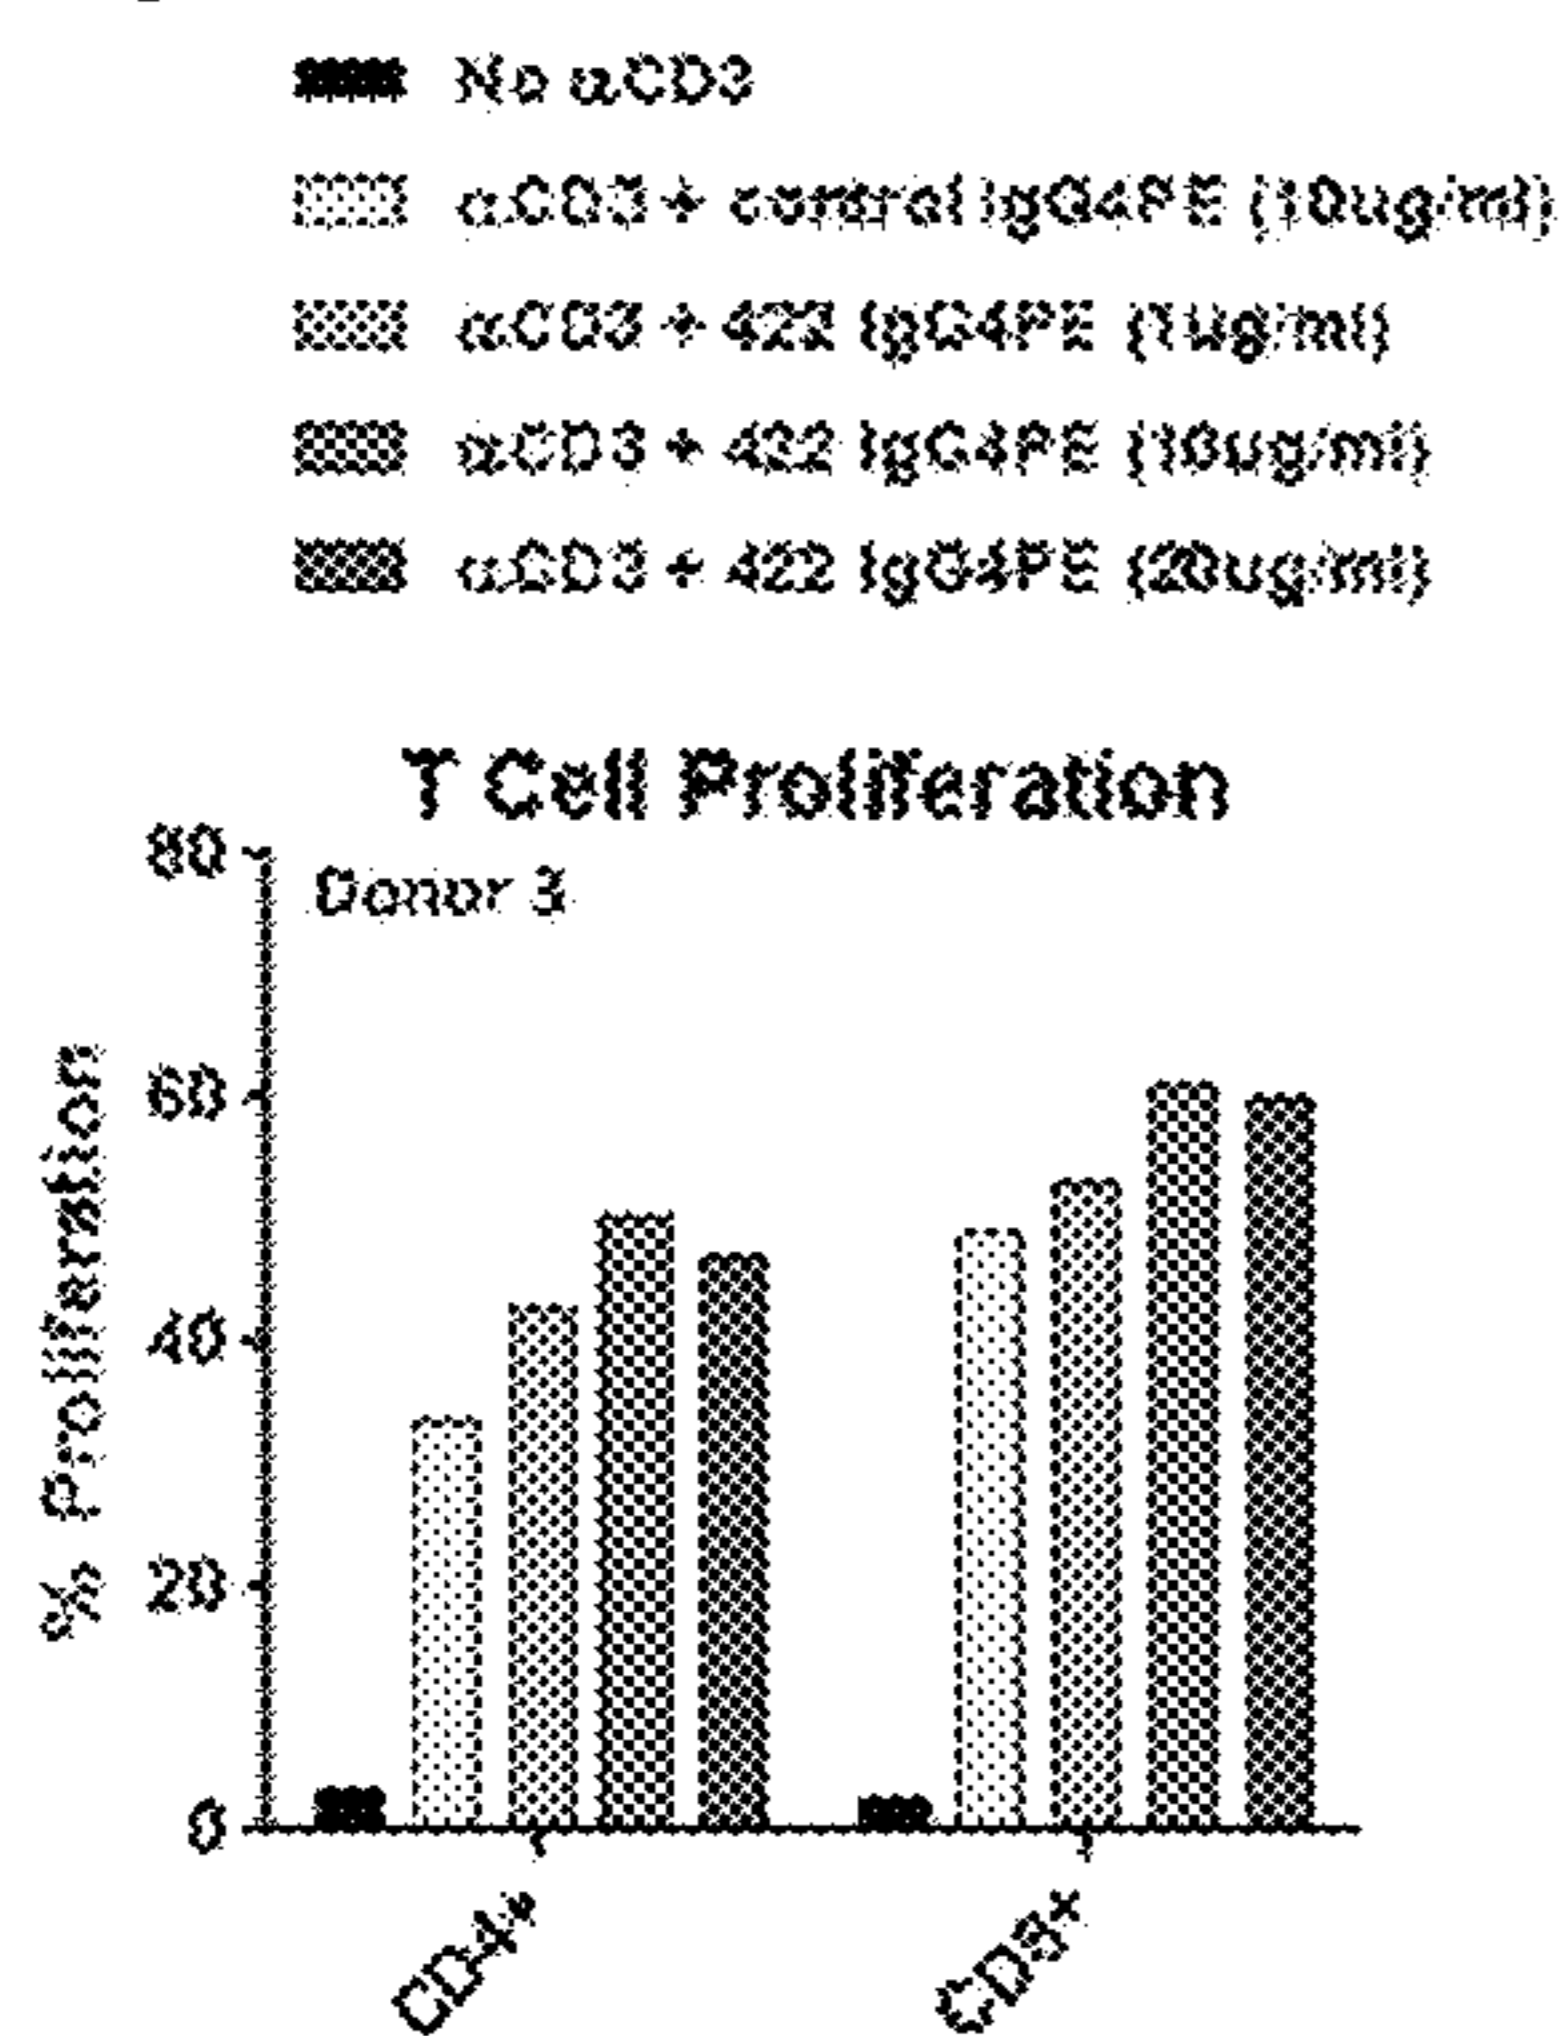 No αCD3
αCD3 + control IgG4PE (10ug/ml)
αCD3 + 422 IgG4PE (1ug/ml)
αCD3 + 422 IgG4PE (10ug/ml)
αCD3 + 422 IgG4PE (20ug/ml)
T Cell Proliferation
Donor 3
% Proliferation
80
60
40
20
0
CD4+
CD8+